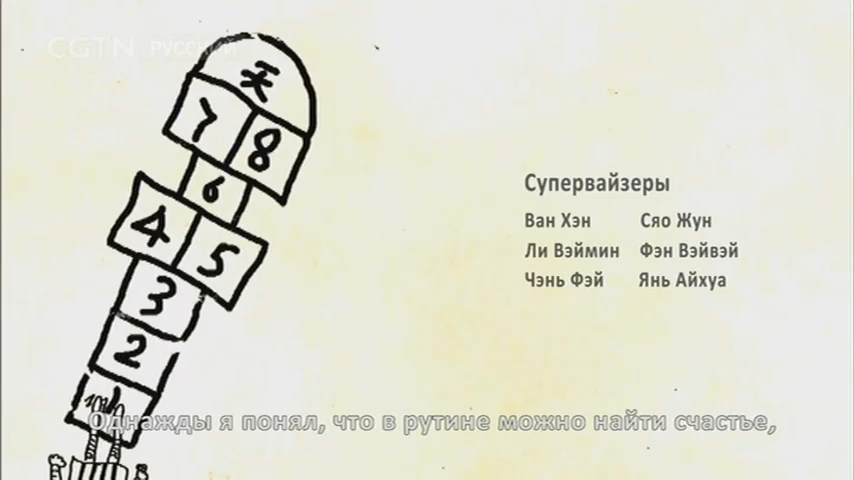 CGTN Русский
天
7 8
6
4 5
3
2
1
Супервайзеры
Ван Хэн Сяо Жун
Ли Вэймин Фэн Вэйвэй
Чэнь Фэй Янь Айхуа
Однажды я понял, что в рутине можно найти счастье,